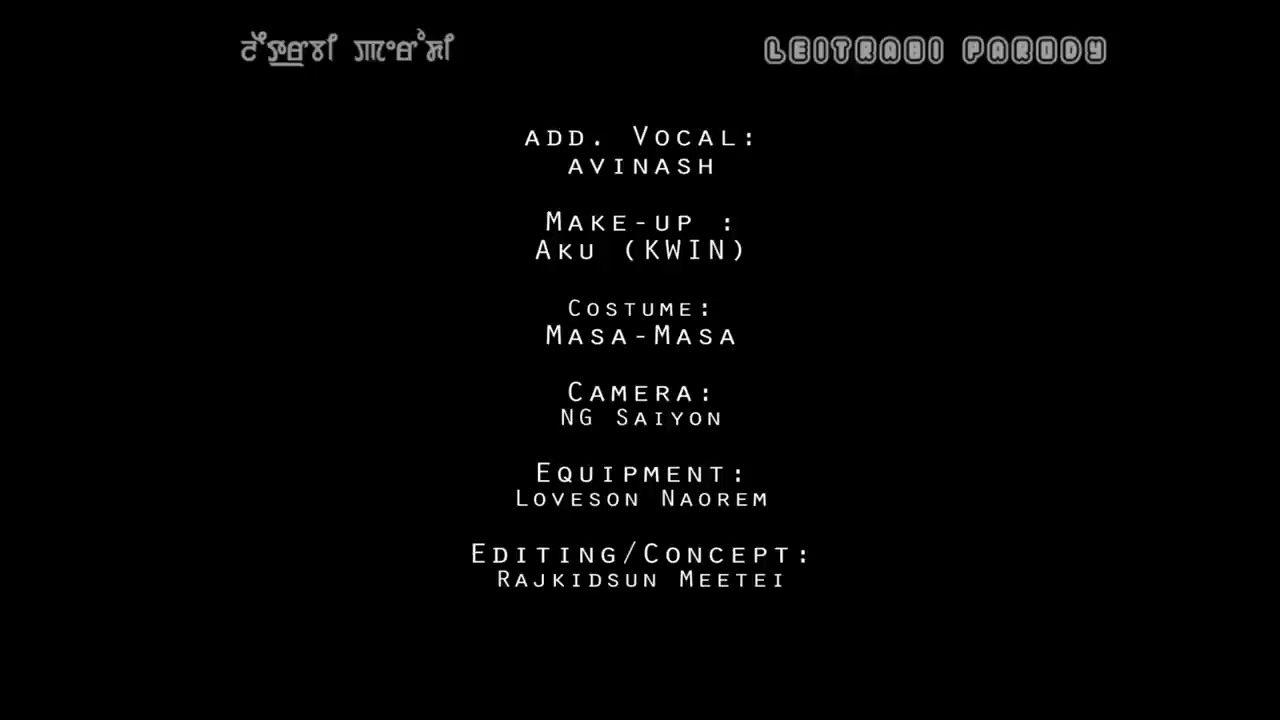 ꯂꯩꯇ꯭ꯔꯕꯤ ꯄꯦꯔꯣꯗꯤ
LEITRABI PARODY
ADD. VOCAL:
AVINASH
MAKE-UP :
AKU (KWIN)
COSTUME:
MASA-MASA
CAMERA:
NG SAIYON
EQUIPMENT:
LOVESON NAOREM
EDITING/CONCEPT:
RAJKIDSUN MEETEI